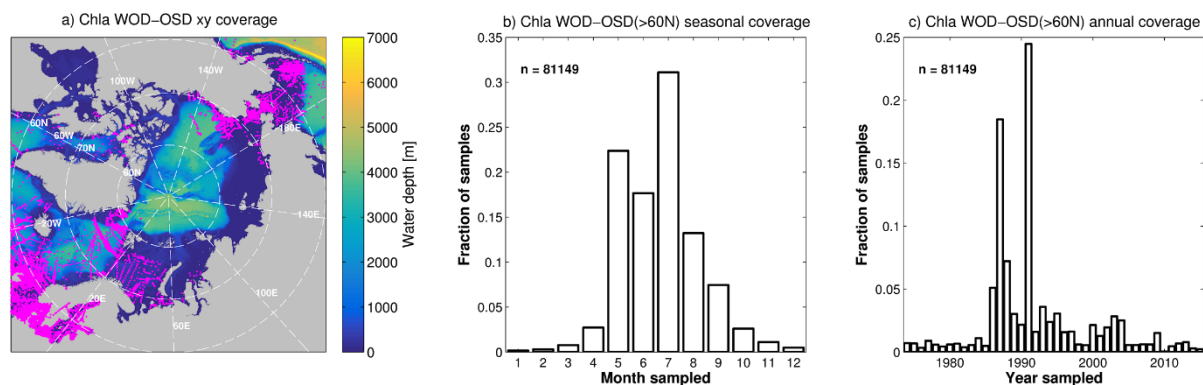 a) Chla WOD−OSD xy coverage
140W
100W
180E
60N
60W
70N
80N
20W
140E
20E
100E
60E
7000
6000
5000
4000
3000
2000
1000
0
Water depth [m]
b) Chla WOD−OSD(>60N) seasonal coverage
n = 81149
0.35
0.3
0.25
0.2
0.15
0.1
0.05
0
Fraction of samples
1 2 3 4 5 6 7 8 9 10 11 12
Month sampled
c) Chla WOD−OSD(>60N) annual coverage
n = 81149
0.25
0.2
0.15
0.1
0.05
0
Fraction of samples
1980 1990 2000 2010
Year sampled